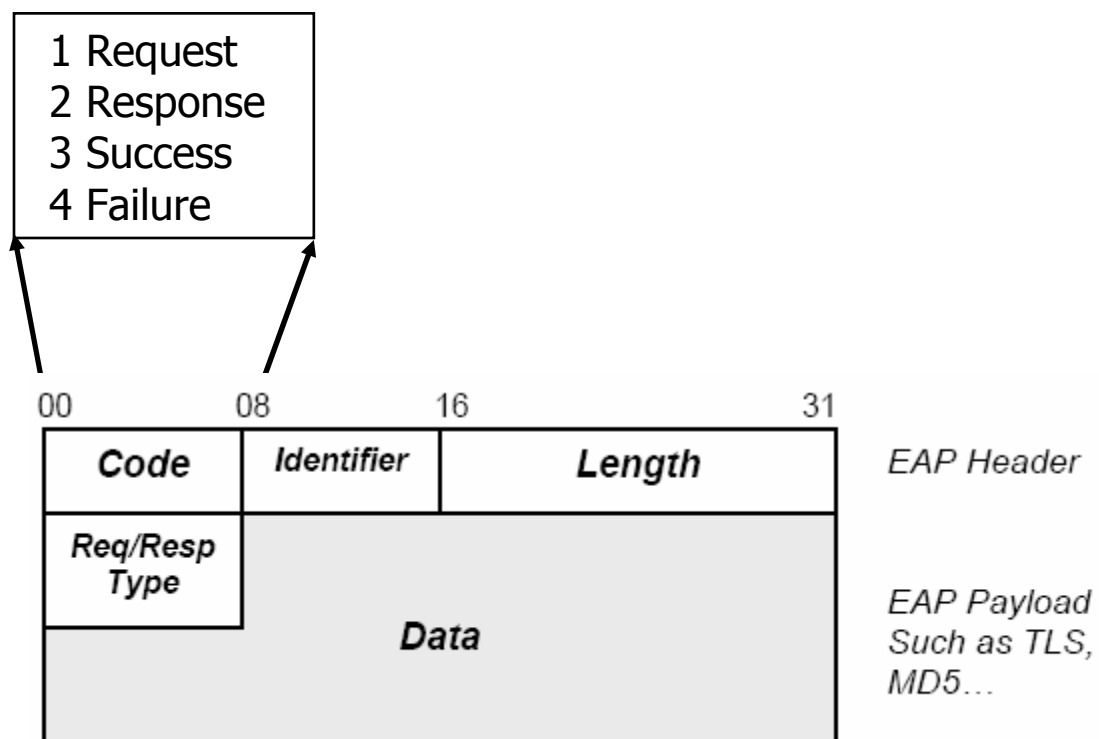 1 Request
2 Response
3 Success
4 Failure
00 08 16 31
Code Identifier Length EAP Header
Req/Resp
Type
Data
EAP Payload
Such as TLS,
MD5…